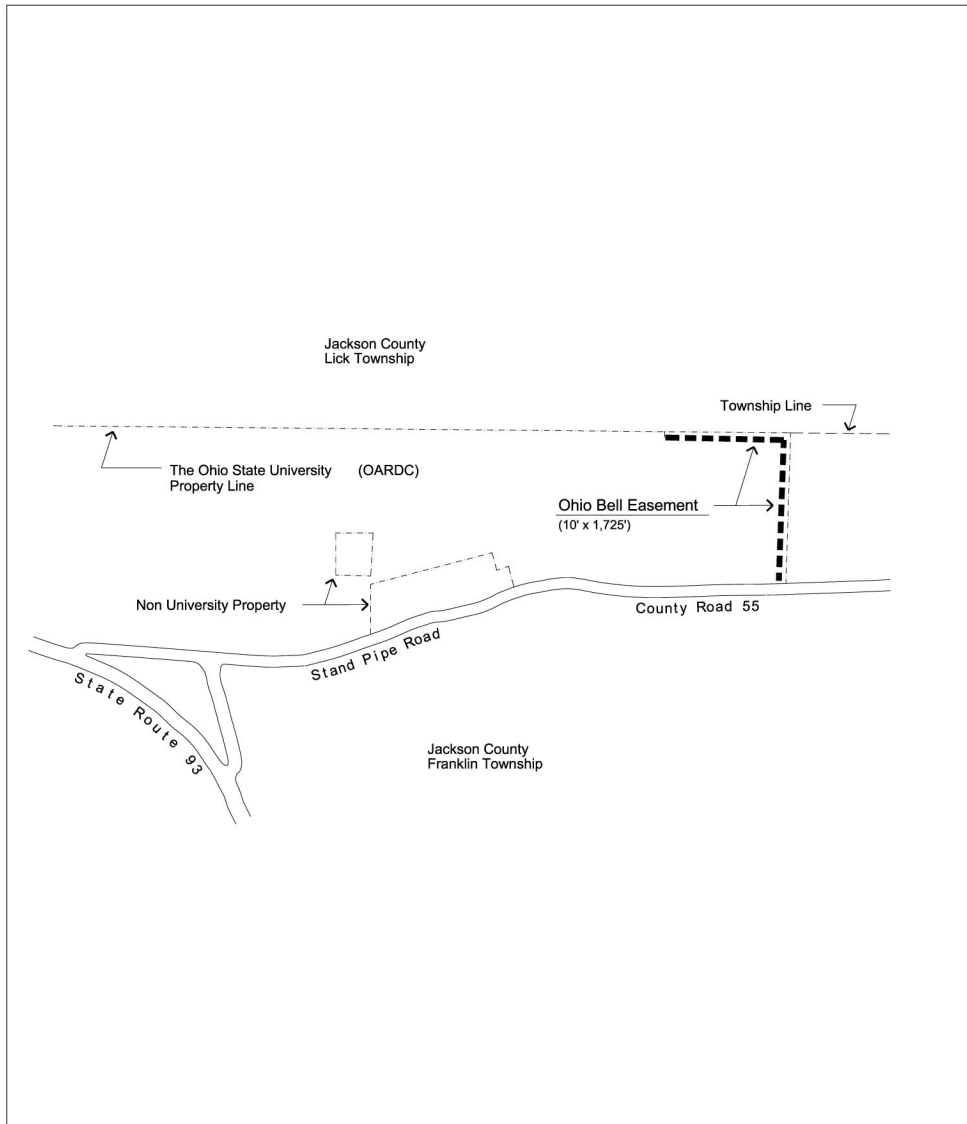 Jackson County
Lick Township
Township Line
The Ohio State University (OARDC)
Property Line
Ohio Bell Easement
(10' x 1,725')
Non University Property
County Road 55
Stand Pipe Road
State Route 93
Jackson County
Franklin Township